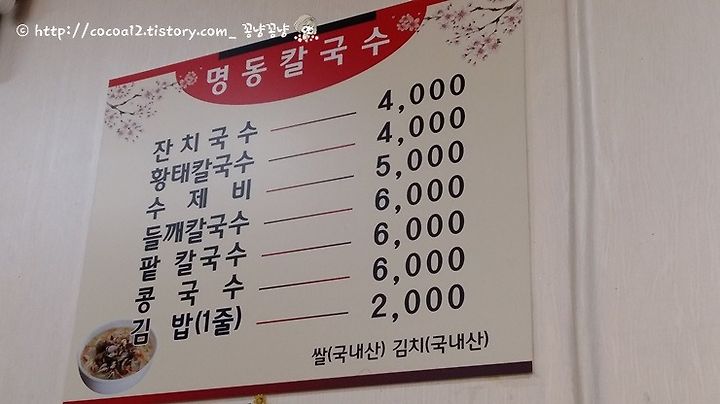 © http://cocoa12.tistory.com_ 꼼냥꼼냥
명동칼국수
잔치국수 4,000
황태칼국수 4,000
수제비 5,000
들깨칼국수 6,000
팥칼국수 6,000
콩국수 6,000
김밥(1줄) 2,000
쌀(국내산) 김치(국내산)